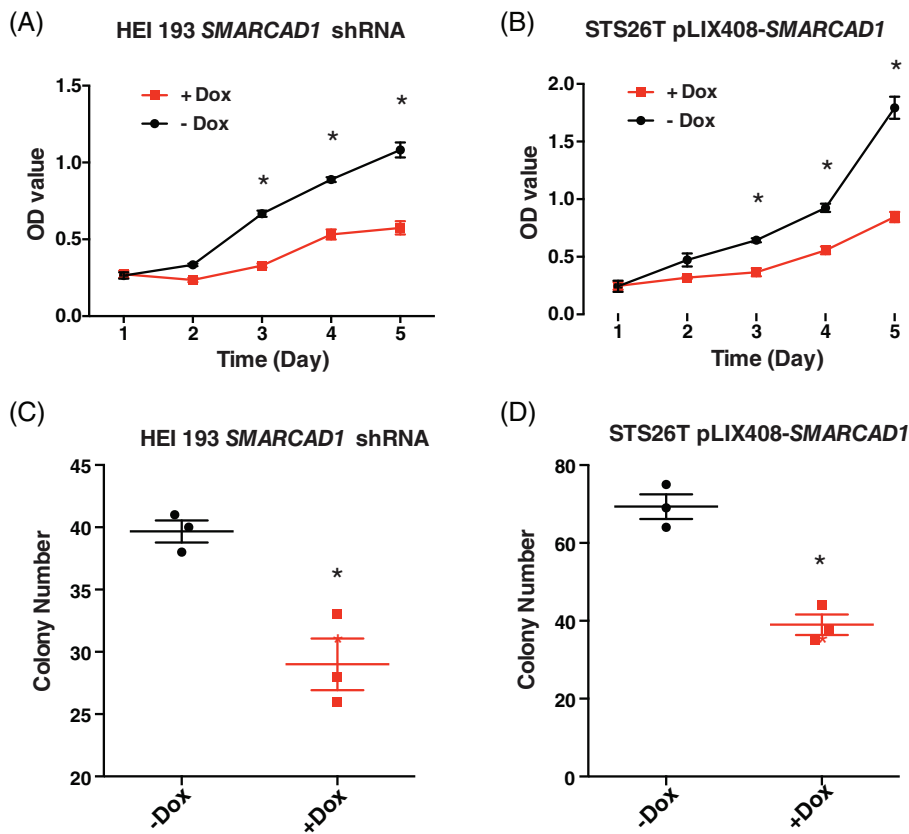 (A)
HEI 193 SMARCAD1 shRNA
+ Dox
- Dox
* * *
OD value
1.5
1.0
0.5
0.0
1 2 3 4 5
Time (Day)
(B)
STS26T pLIX408-SMARCAD1
+ Dox
- Dox
* * *
OD value
2.0
1.5
1.0
0.5
0.0
1 2 3 4 5
Time (Day)
(C)
HEI 193 SMARCAD1 shRNA
Colony Number
45
40
35
30
25
20
*
-Dox
+Dox
(D)
STS26T pLIX408-SMARCAD1
Colony Number
80
60
40
20
0
*
-Dox
+Dox